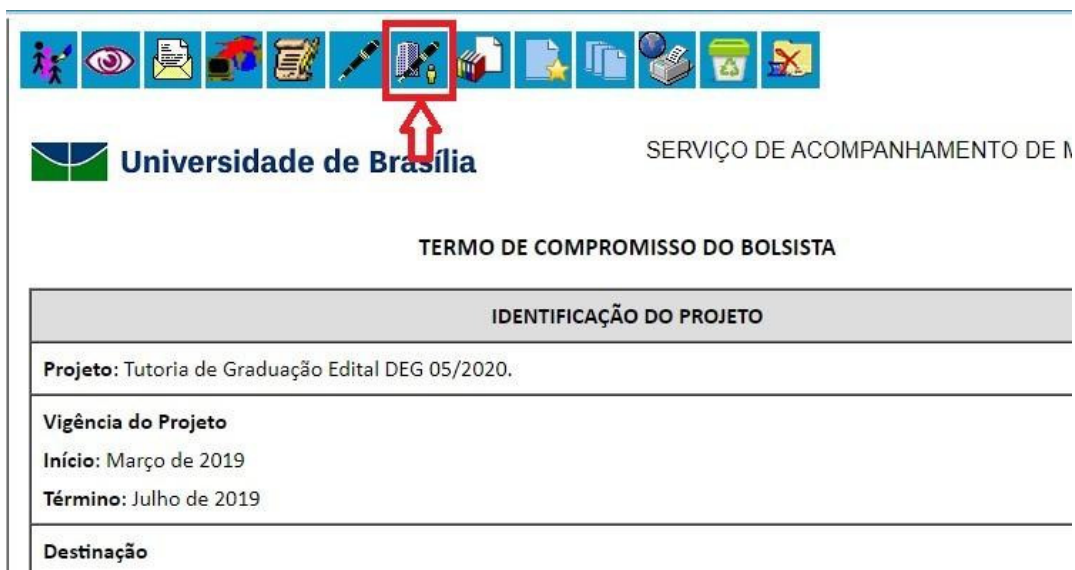 Universidade de Brasília
SERVIÇO DE ACOMPANHAMENTO DE
TERMO DE COMPROMISSO DO BOLSISTA
IDENTIFICAÇÃO DO PROJETO
Projeto: Tutoria de Graduação Edital DEG 05/2020.
Vigência do Projeto
Início: Março de 2019
Término: Julho de 2019
Destinação